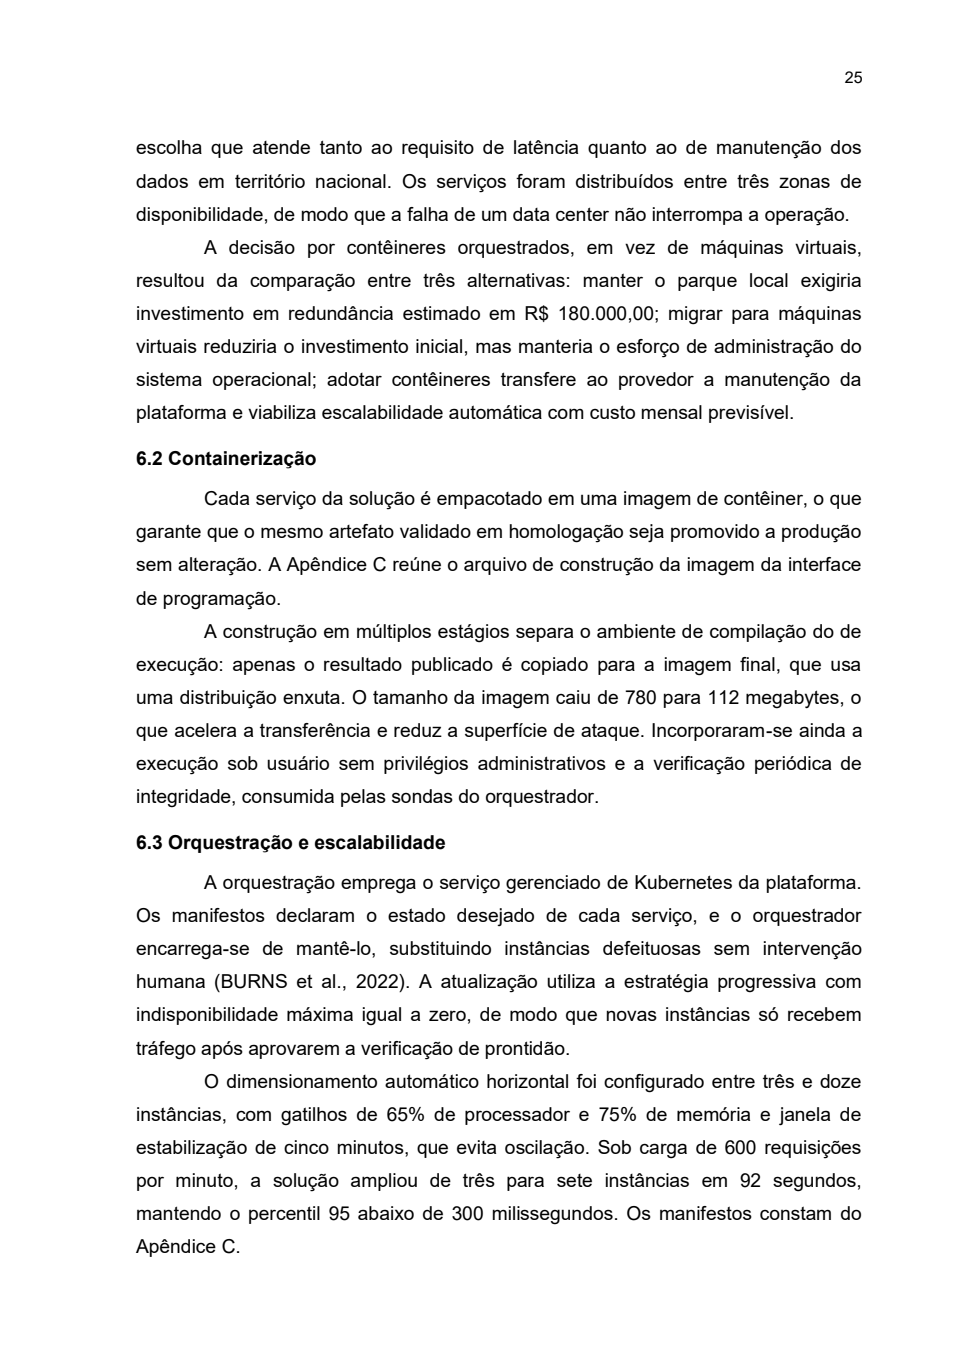 25
escolha que atende tanto ao requisito de latência quanto ao de manutenção dos
dados em território nacional. Os serviços foram distribuídos entre três zonas de
disponibilidade, de modo que a falha de um data center não interrompa a operação.
A decisão por contêineres orquestrados, em vez de máquinas virtuais,
resultou da comparação entre três alternativas: manter o parque local exigiria
investimento em redundância estimado em R$ 180.000,00; migrar para máquinas
virtuais reduziria o investimento inicial, mas manteria o esforço de administração do
sistema operacional; adotar contêineres transfere ao provedor a manutenção da
plataforma e viabiliza escalabilidade automática com custo mensal previsível.
6.2 Containerização
Cada serviço da solução é empacotado em uma imagem de contêiner, o que
garante que o mesmo artefato validado em homologação seja promovido a produção
sem alteração. A Apêndice C reúne o arquivo de construção da imagem da interface
de programação.
A construção em múltiplos estágios separa o ambiente de compilação do de
execução: apenas o resultado publicado é copiado para a imagem final, que usa
uma distribuição enxuta. O tamanho da imagem caiu de 780 para 112 megabytes, o
que acelera a transferência e reduz a superfície de ataque. Incorporaram-se ainda a
execução sob usuário sem privilégios administrativos e a verificação periódica de
integridade, consumida pelas sondas do orquestrador.
6.3 Orquestração e escalabilidade
A orquestração emprega o serviço gerenciado de Kubernetes da plataforma.
Os manifestos declaram o estado desejado de cada serviço, e o orquestrador
encarrega-se de mantê-lo, substituindo instâncias defeituosas sem intervenção
humana (BURNS et al., 2022). A atualização utiliza a estratégia progressiva com
indisponibilidade máxima igual a zero, de modo que novas instâncias só recebem
tráfego após aprovarem a verificação de prontidão.
O dimensionamento automático horizontal foi configurado entre três e doze
instâncias, com gatilhos de 65% de processador e 75% de memória e janela de
estabilização de cinco minutos, que evita oscilação. Sob carga de 600 requisições
por minuto, a solução ampliou de três para sete instâncias em 92 segundos,
mantendo o percentil 95 abaixo de 300 milissegundos. Os manifestos constam do
Apêndice C.